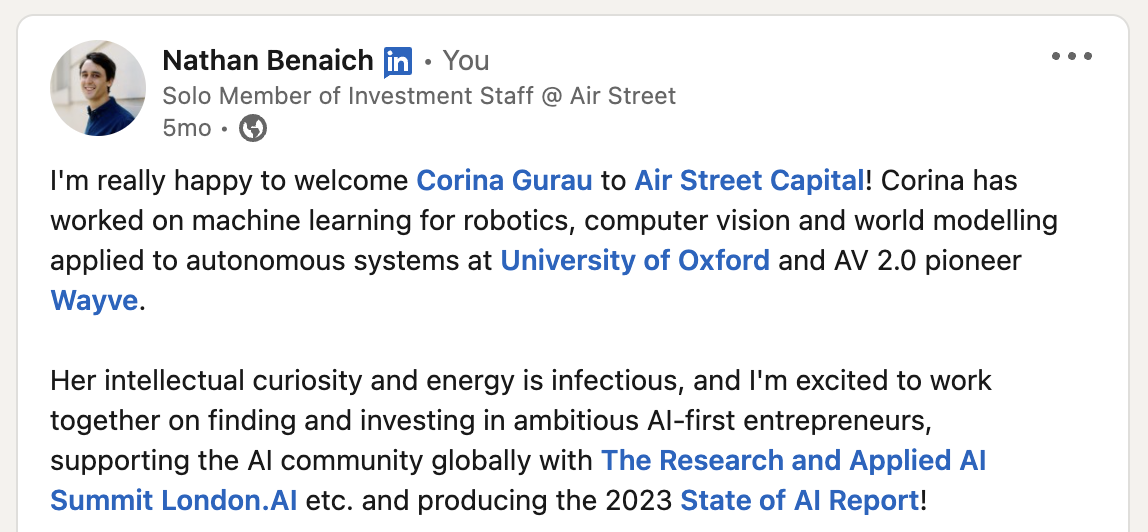 Nathan Benaich in • You
Solo Member of Investment Staff @ Air Street
5mo •
I'm really happy to welcome Corina Gurau to Air Street Capital! Corina has
worked on machine learning for robotics, computer vision and world modelling
applied to autonomous systems at University of Oxford and AV 2.0 pioneer
Wayve.
Her intellectual curiosity and energy is infectious, and I'm excited to work
together on finding and investing in ambitious AI-first entrepreneurs,
supporting the AI community globally with The Research and Applied AI
Summit London.AI etc. and producing the 2023 State of AI Report!